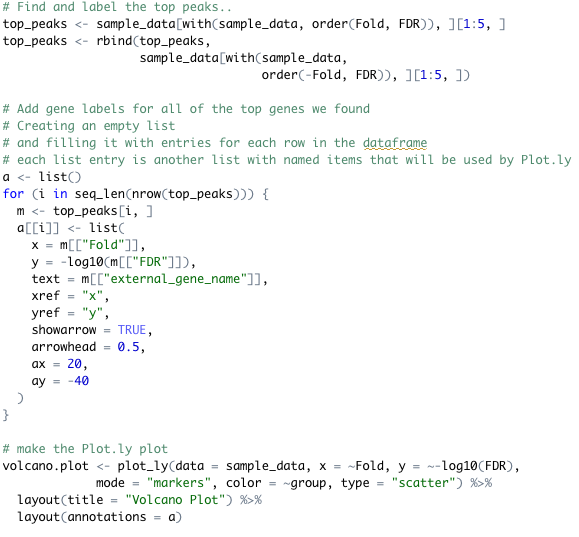 # Find and label the top peaks..
top_peaks <- sample_data[with(sample_data, order(Fold, FDR)), ][1:5, ]
top_peaks <- rbind(top_peaks,
                   sample_data[with(sample_data,
                                    order(-Fold, FDR)), ][1:5, ])

# Add gene labels for all of the top genes we found
# Creating an empty list
# and filling it with entries for each row in the dataframe
# each list entry is another list with named items that will be used by Plot.ly
a <- list()
for (i in seq_len(nrow(top_peaks))) {
  m <- top_peaks[i, ]
  a[[i]] <- list(
    x = m[["Fold"]],
    y = -log10(m[["FDR"]]),
    text = m[["external_gene_name"]],
    xref = "x",
    yref = "y",
    showarrow = TRUE,
    arrowhead = 0.5,
    ax = 20,
    ay = -40
  )
}

# make the Plot.ly plot
volcano.plot <- plot_ly(data = sample_data, x = ~Fold, y = ~-log10(FDR),
             mode = "markers", color = ~group, type = "scatter") %>%
  layout(title = "Volcano Plot") %>%
  layout(annotations = a)